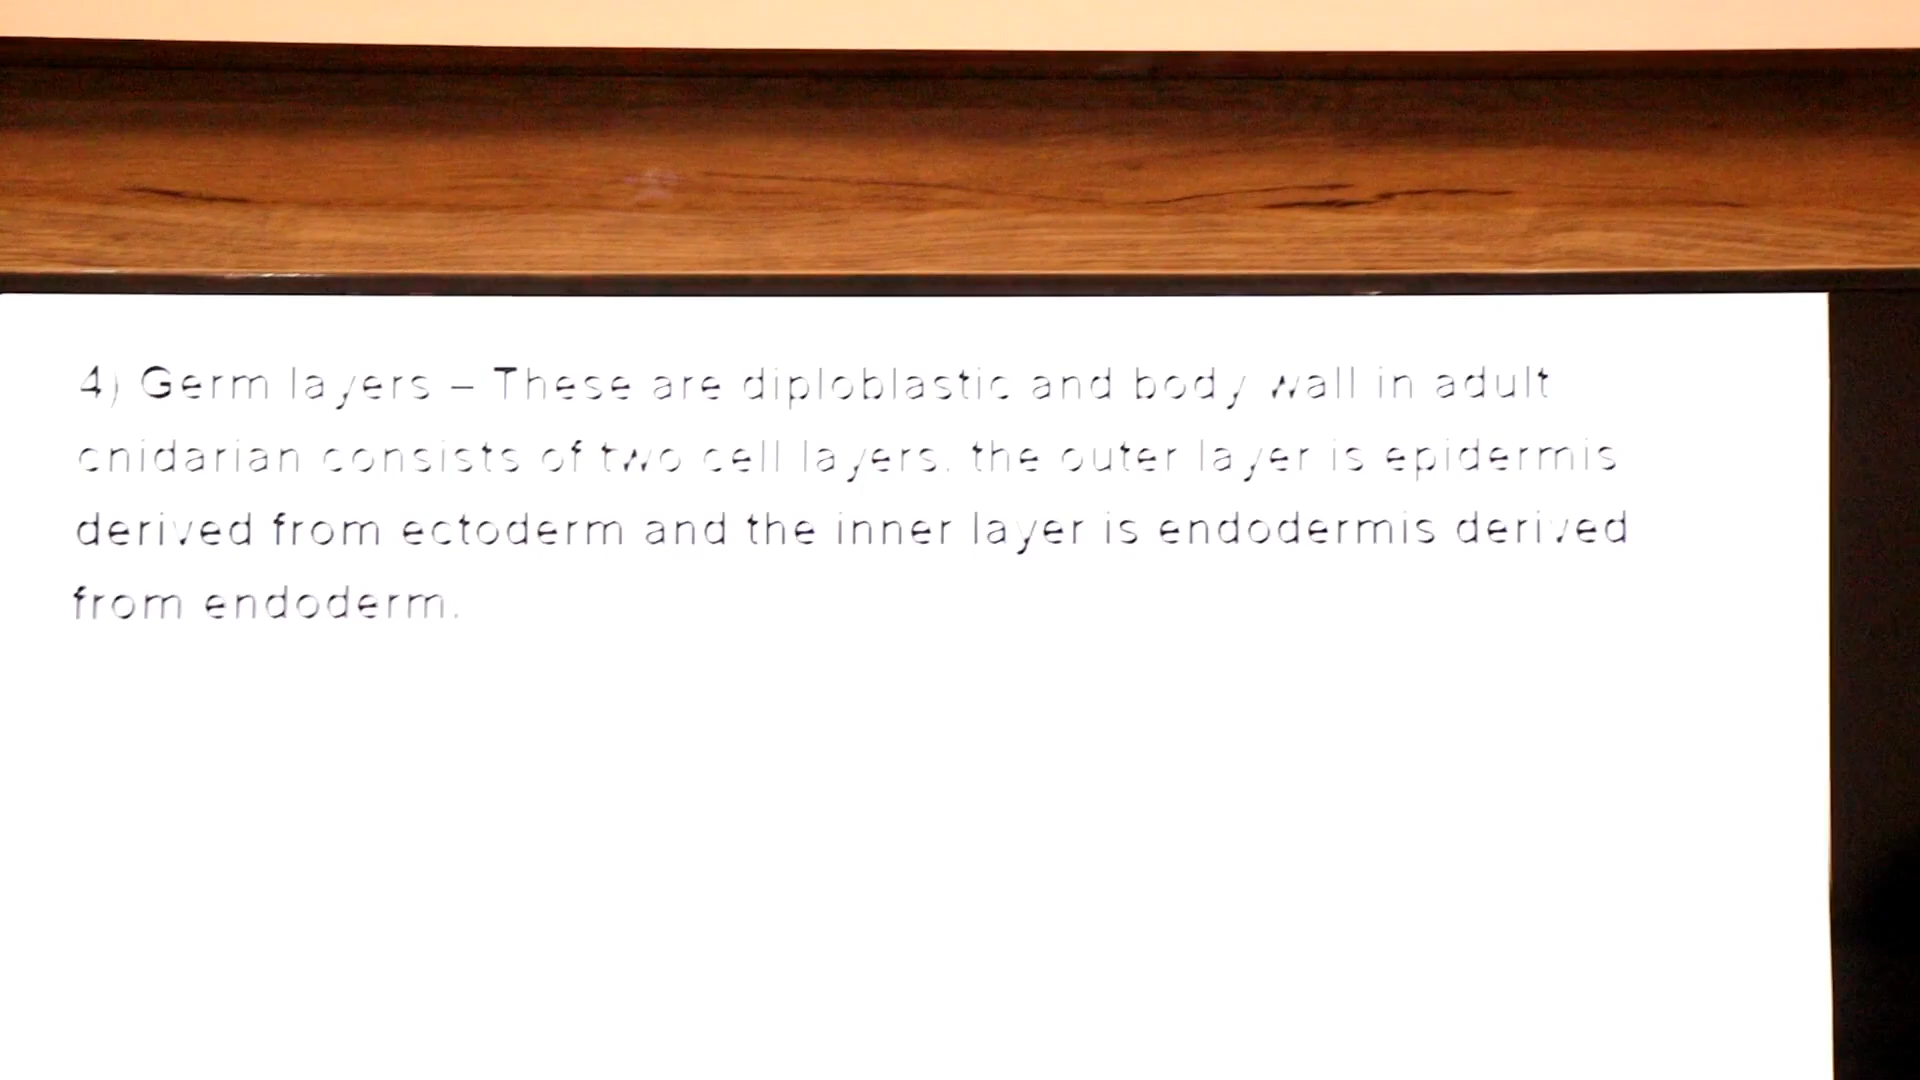 4) Germ layers – These are diploblastic and body wall in adult
cnidarian consists of two cell layers. the outer layer is epidermis
derived from ectoderm and the inner layer is endodermis derived
from endoderm.